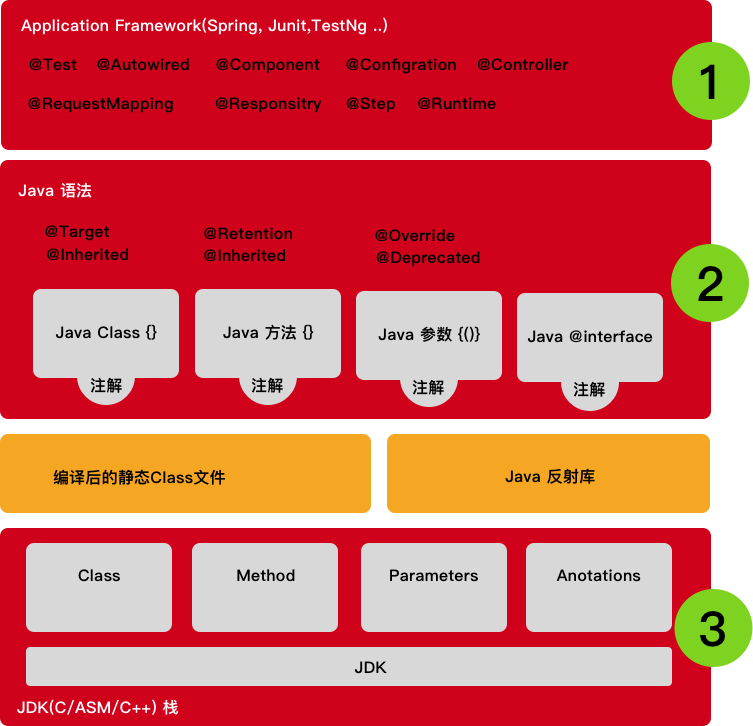 Application Framework(Spring, Junit,TestNg ..)
@Test @Autowired @Component @Configration @Controller
@RequestMapping @Responsitry @Step @Runtime
1
Java 语法
@Target @Retention @Override
@Inherited @Inherited @Deprecated
Java Class {} Java 方法 {} Java 参数 {()} Java @interface
注解 注解 注解 注解
2
编译后的静态Class文件 Java 反射库
Class Method Parameters Anotations
3
JDK
JDK(C/ASM/C++) 栈